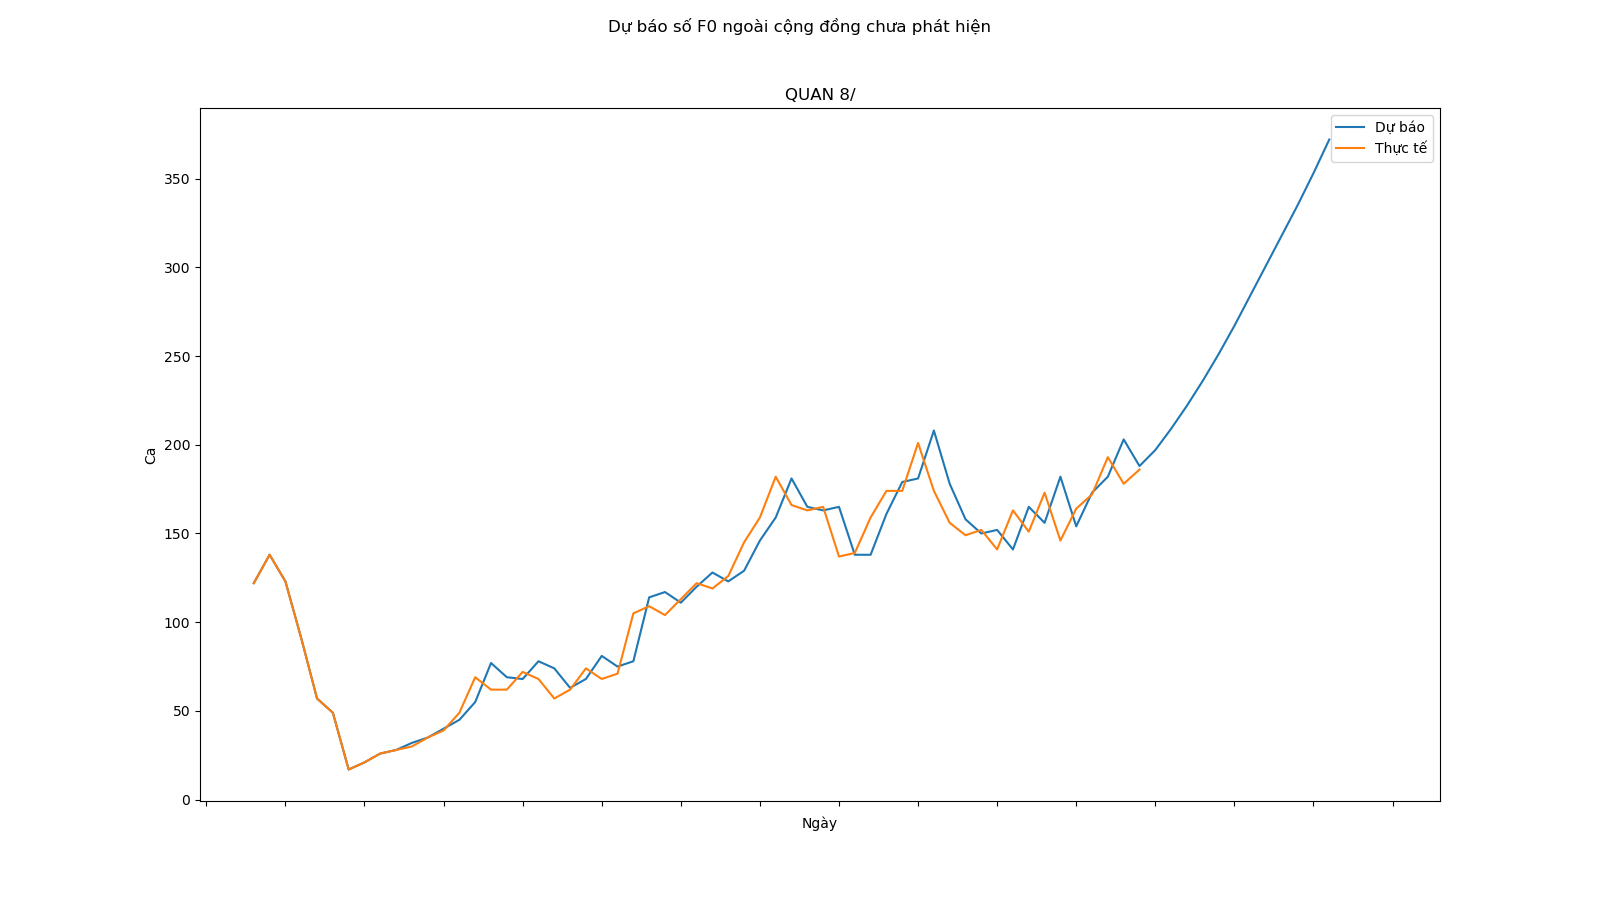 Dự báo số F0 ngoài cộng đồng chưa phát hiện
QUAN 8/
Dự báo
Thực tế
350
300
250
200
150
100
50
0
Ca
Ngày